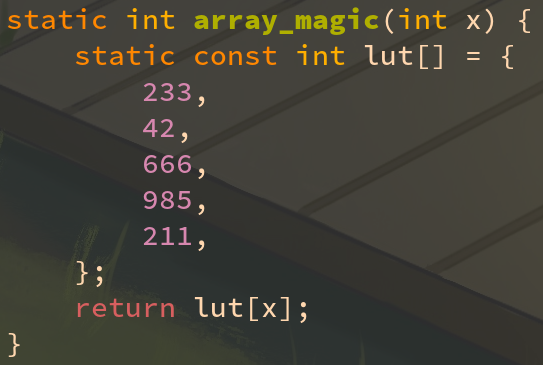 static int array_magic(int x) {
    static const int lut[] = {
        233,
        42,
        666,
        985,
        211,
    };
    return lut[x];
}